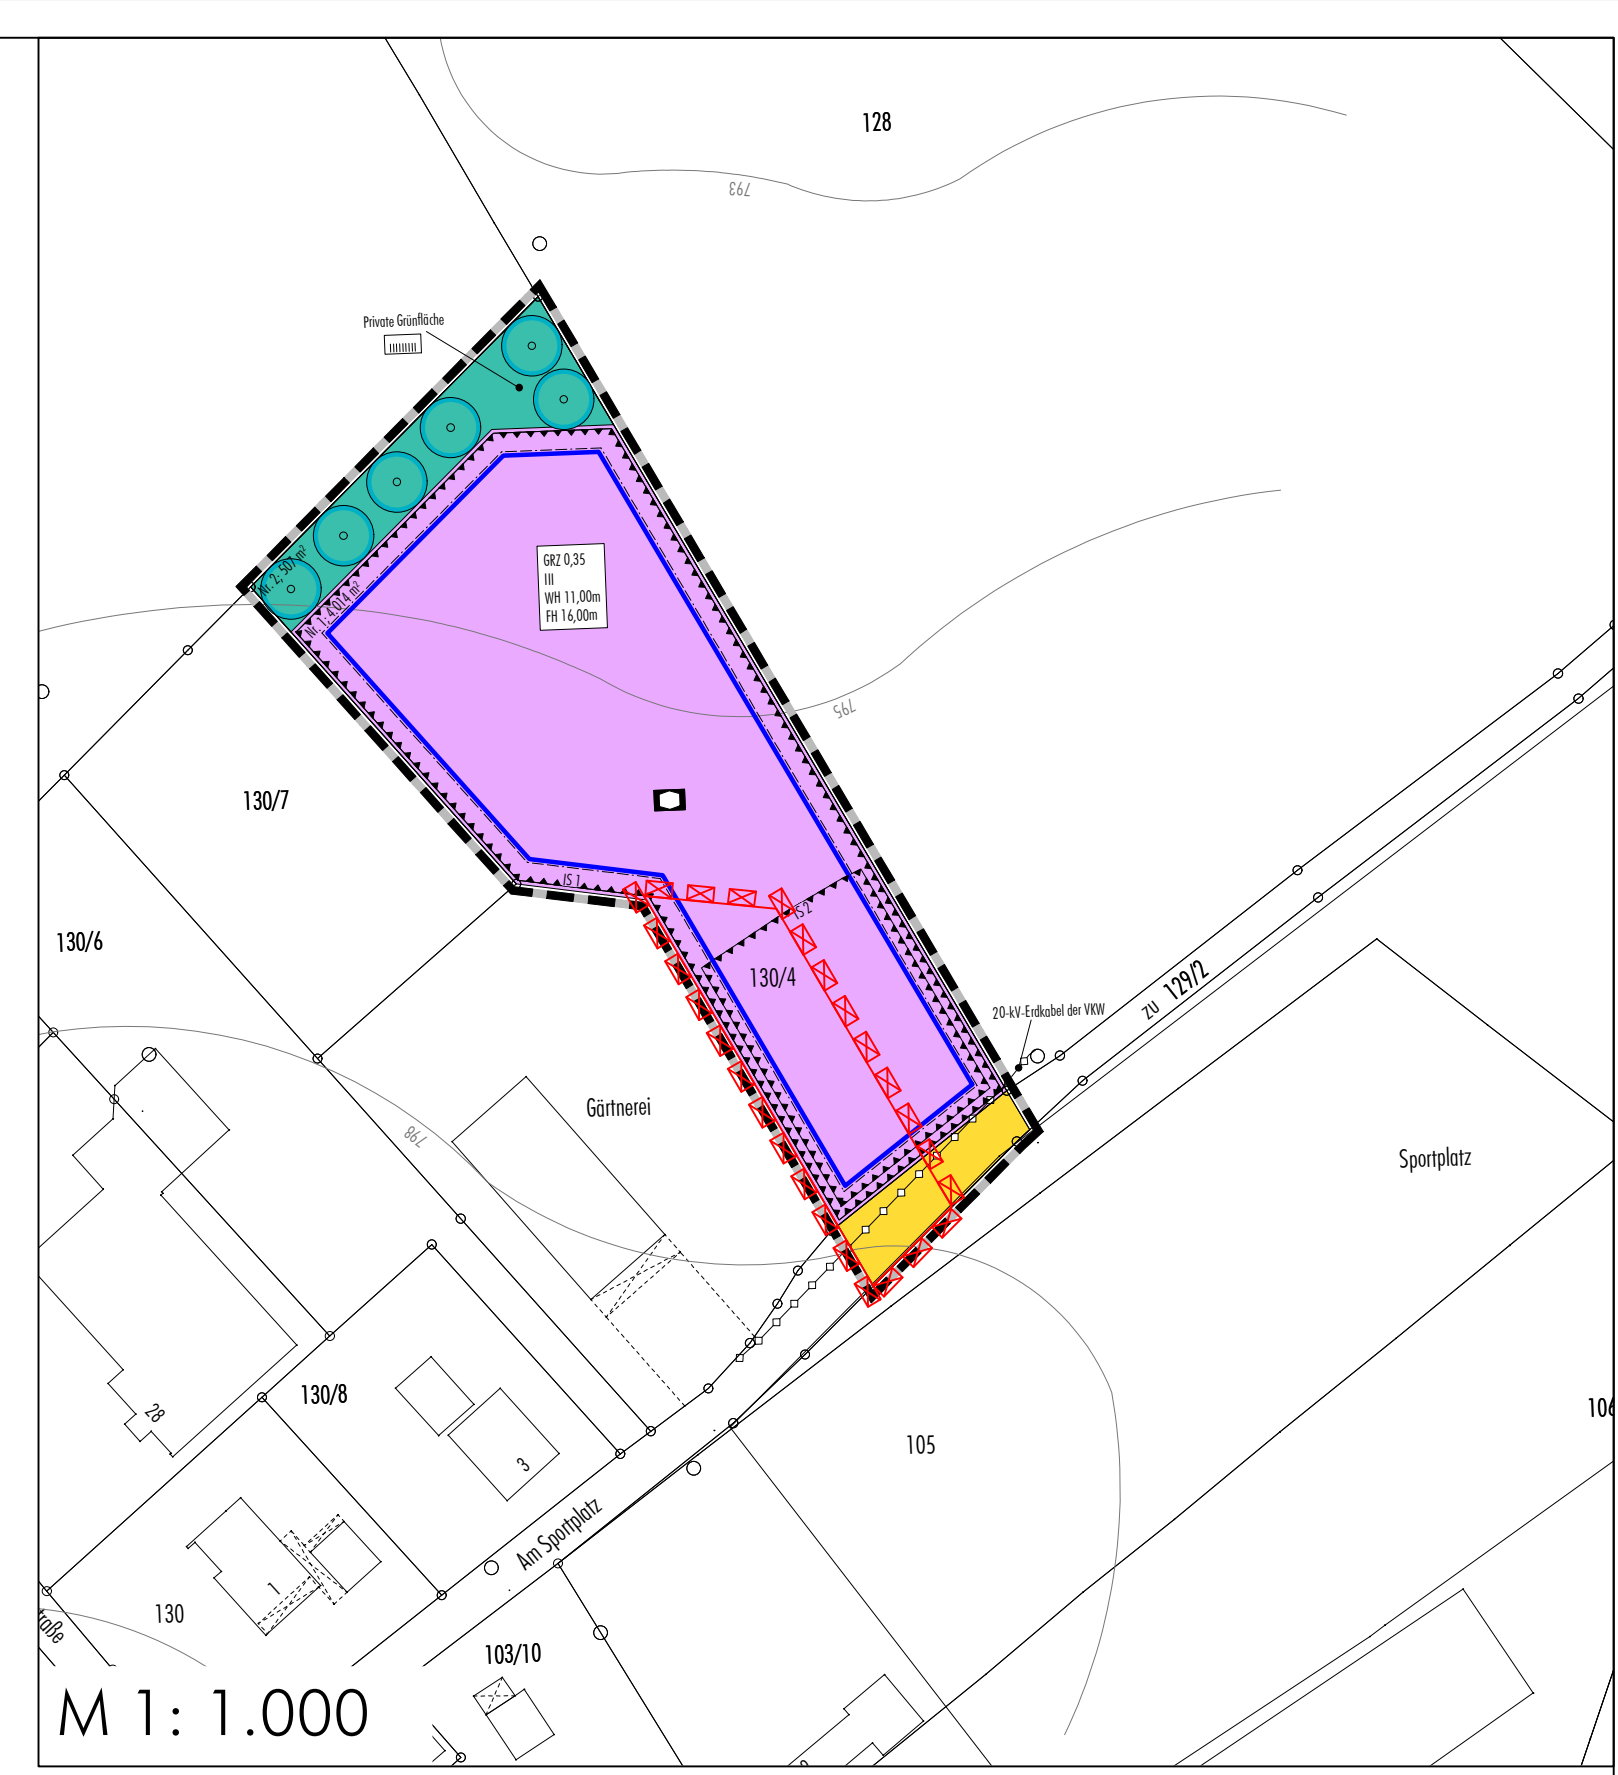 128
793
Private Grünfläche
GRZ 0,35
III
WH 11,00m
FH 16,00m
Nr. 2; 507 m²
Nr. 1: 4.014 m²
795
130/7
IS 1
IS 2
130/6
130/4
20-kV-Erdkabel der VKW
zu 129/2
Gärtnerei
798
Sportplatz
130/8
28
3
106
105
Am Sportplatz
1
130
raße
103/10
M 1: 1.000